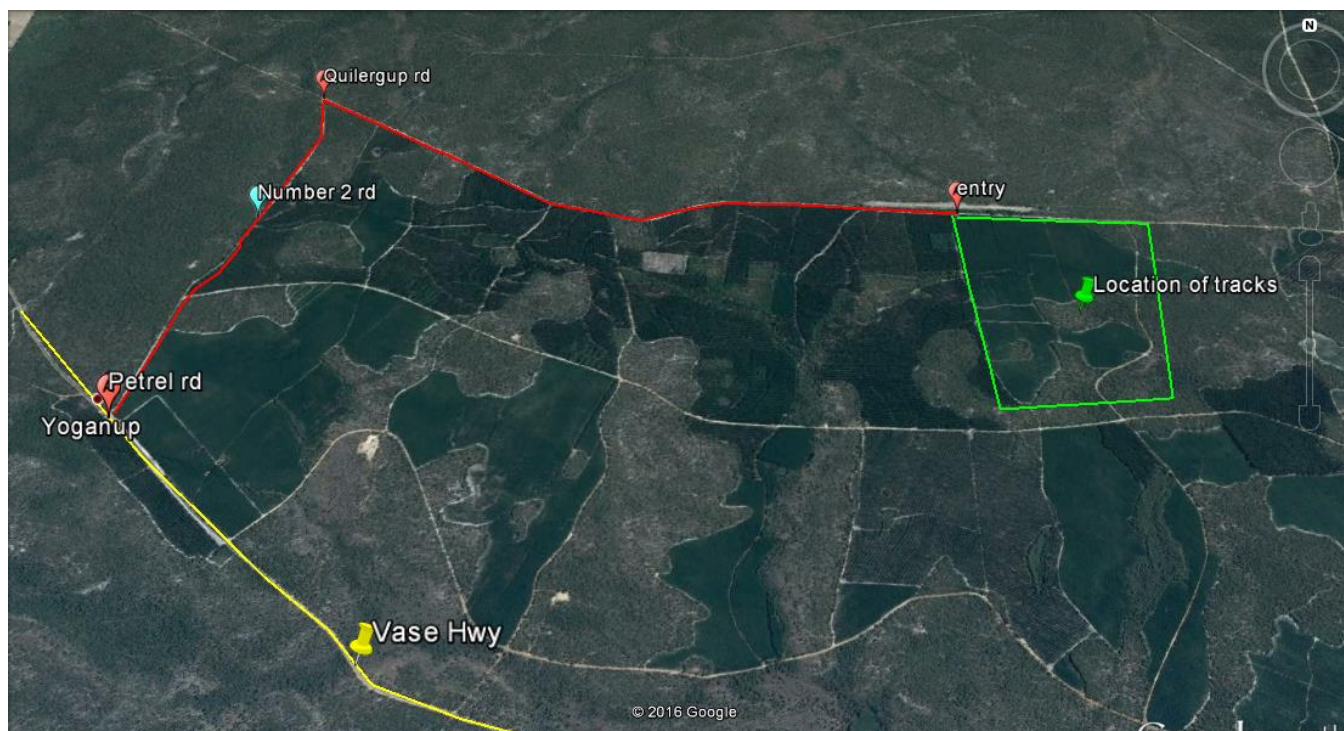 N
Quilergup rd
Number 2 rd
entry
Location of tracks
Petrel rd
Yoganup
Vase Hwy
© 2016 Google